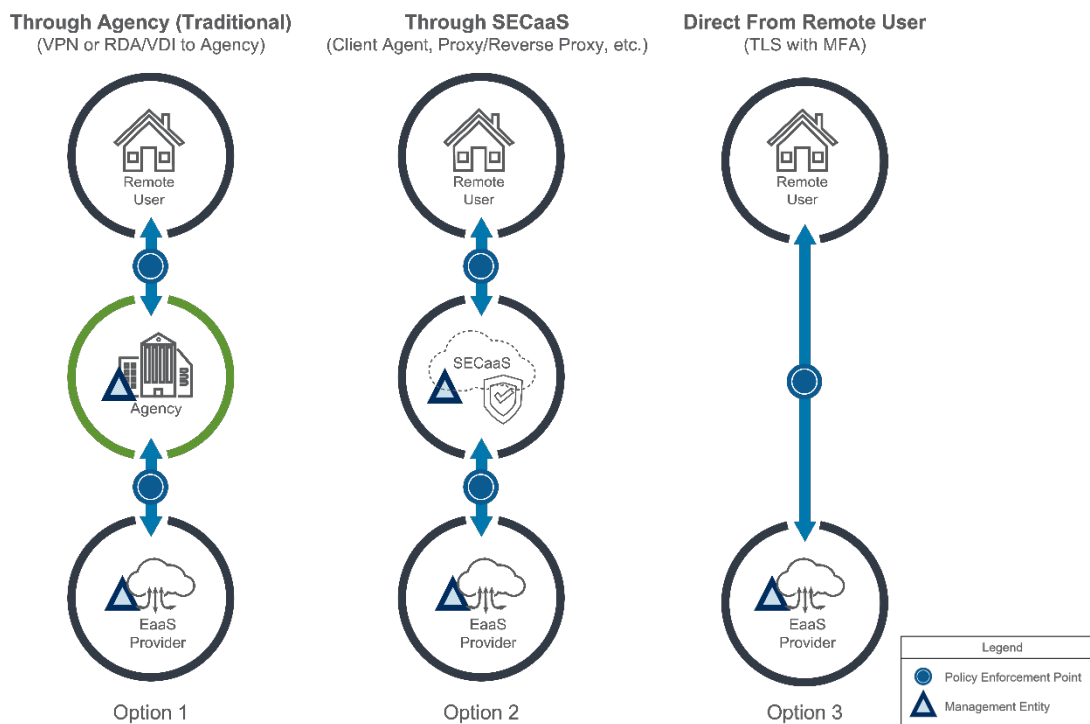 Through Agency (Traditional)
(VPN or RDA/VDI to Agency)
Remote
User
Agency
EaaS
Provider
Option 1
Through SECaaS
(Client Agent, Proxy/Reverse Proxy, etc.)
Remote
User
SECaaS
EaaS
Provider
Option 2
Direct From Remote User
(TLS with MFA)
Remote
User
EaaS
Provider
Option 3
Legend
Policy Enforcement Point
Management Entity